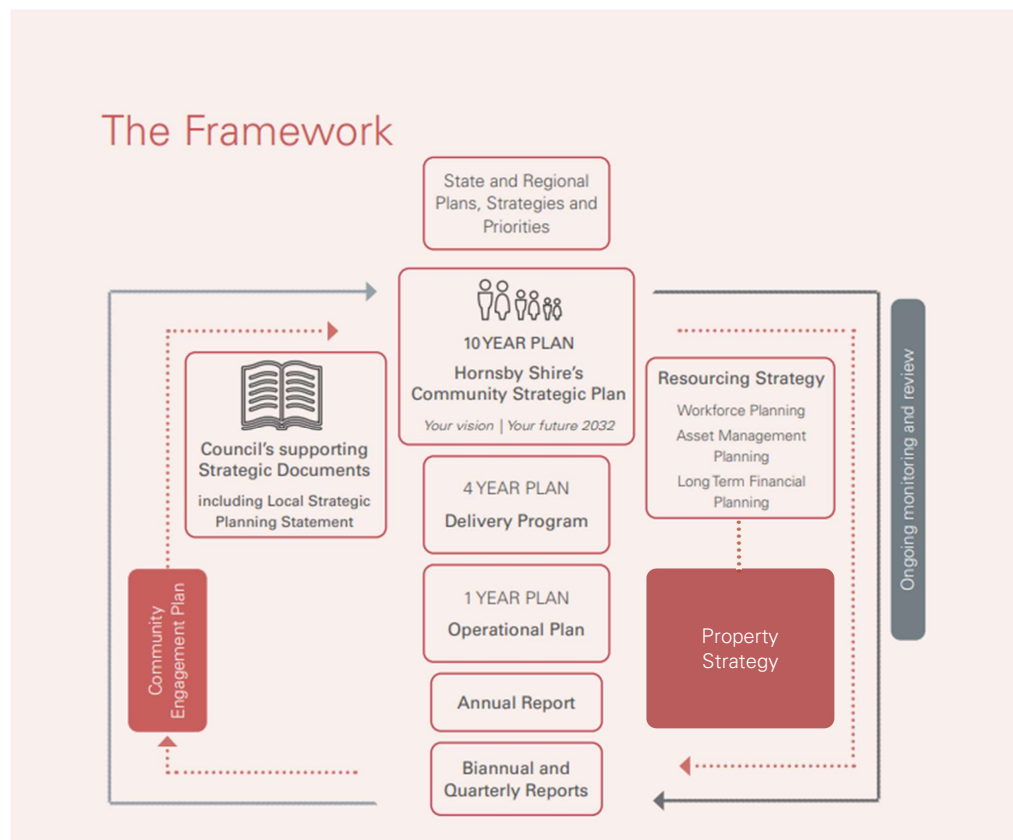 The Framework
State and Regional
Plans, Strategies and
Priorities
10 YEAR PLAN
Hornsby Shire's
Community Strategic Plan
Your vision | Your future 2032
Council's supporting
Strategic Documents
including Local Strategic
Planning Statement
Resourcing Strategy
Workforce Planning
Asset Management
Planning
Long Term Financial
Planning
Ongoing monitoring and review
4 YEAR PLAN
Delivery Program
1 YEAR PLAN
Operational Plan
Community
Engagement Plan
Property
Strategy
Annual Report
Biannual and
Quarterly Reports